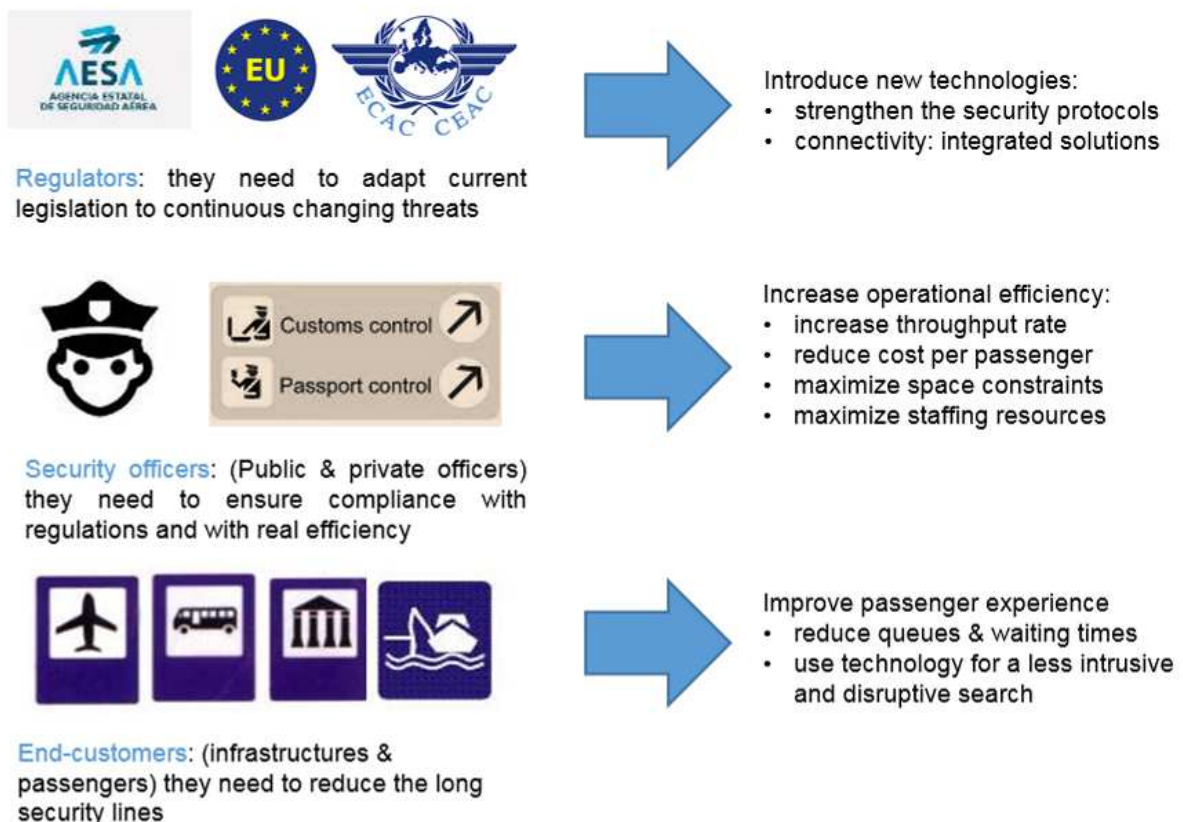 AESA
AGENCIA ESTATAL
DE SEGURIDAD AÉREA
EU
ECAC CEAC
Regulators: they need to adapt current
legislation to continuous changing threats
Introduce new technologies:
• strengthen the security protocols
• connectivity: integrated solutions
Customs control
Passport control
Security officers: (Public & private officers)
they need to ensure compliance with
regulations and with real efficiency
Increase operational efficiency:
• increase throughput rate
• reduce cost per passenger
• maximize space constraints
• maximize staffing resources
End-customers: (infrastructures &
passengers) they need to reduce the long
security lines
Improve passenger experience
• reduce queues & waiting times
• use technology for a less intrusive
and disruptive search